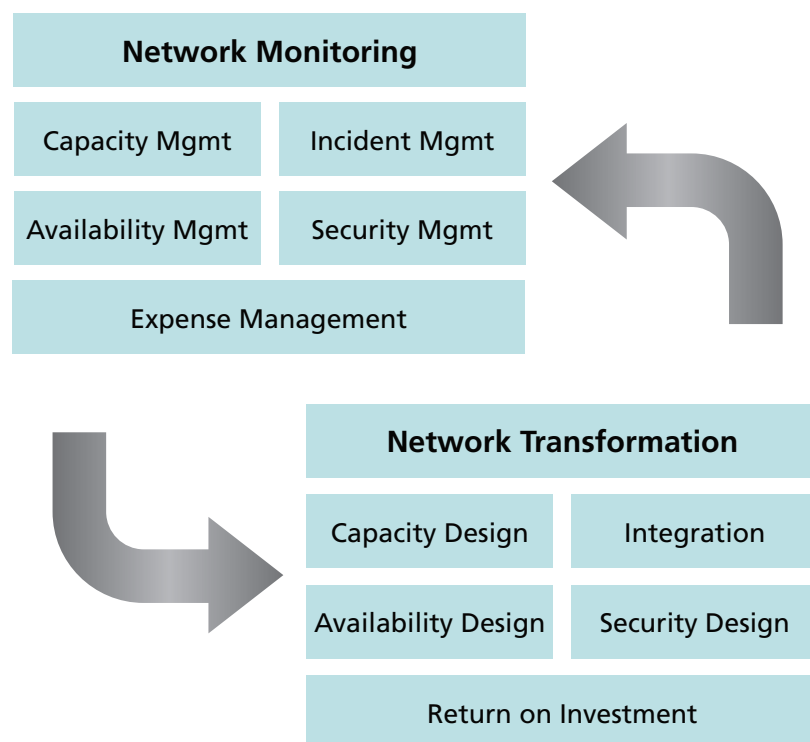 Network Monitoring
Capacity Mgmt
Incident Mgmt
Availability Mgmt
Security Mgmt
Expense Management
Network Transformation
Capacity Design
Integration
Availability Design
Security Design
Return on Investment